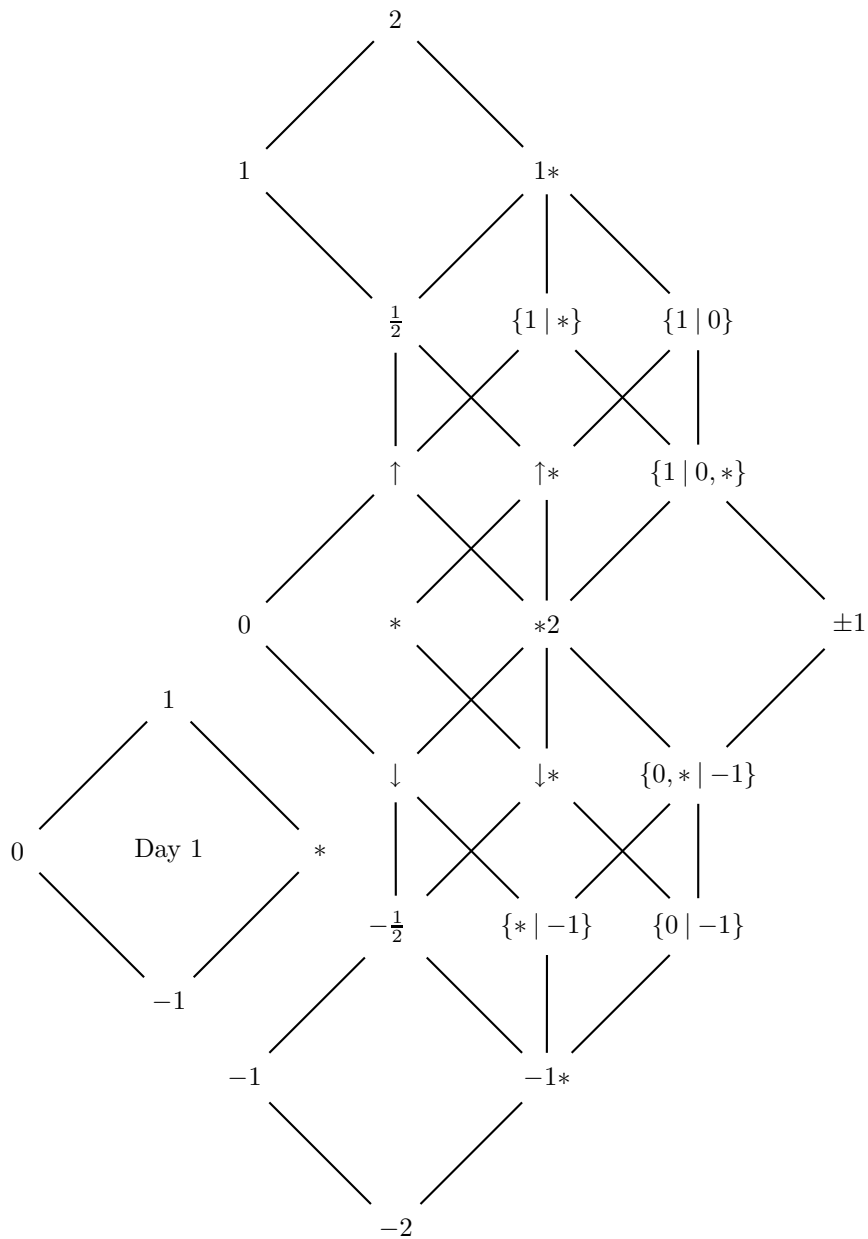 2
1 1∗
1/2 {1 | ∗} {1 | 0}
↑ ↑∗ {1 | 0, ∗}
0 ∗ ∗2 ±1
1
↓ ↓∗ {0, ∗ | −1}
0 Day 1 ∗
−1/2 {∗ | −1} {0 | −1}
−1
−1 −1∗
−2